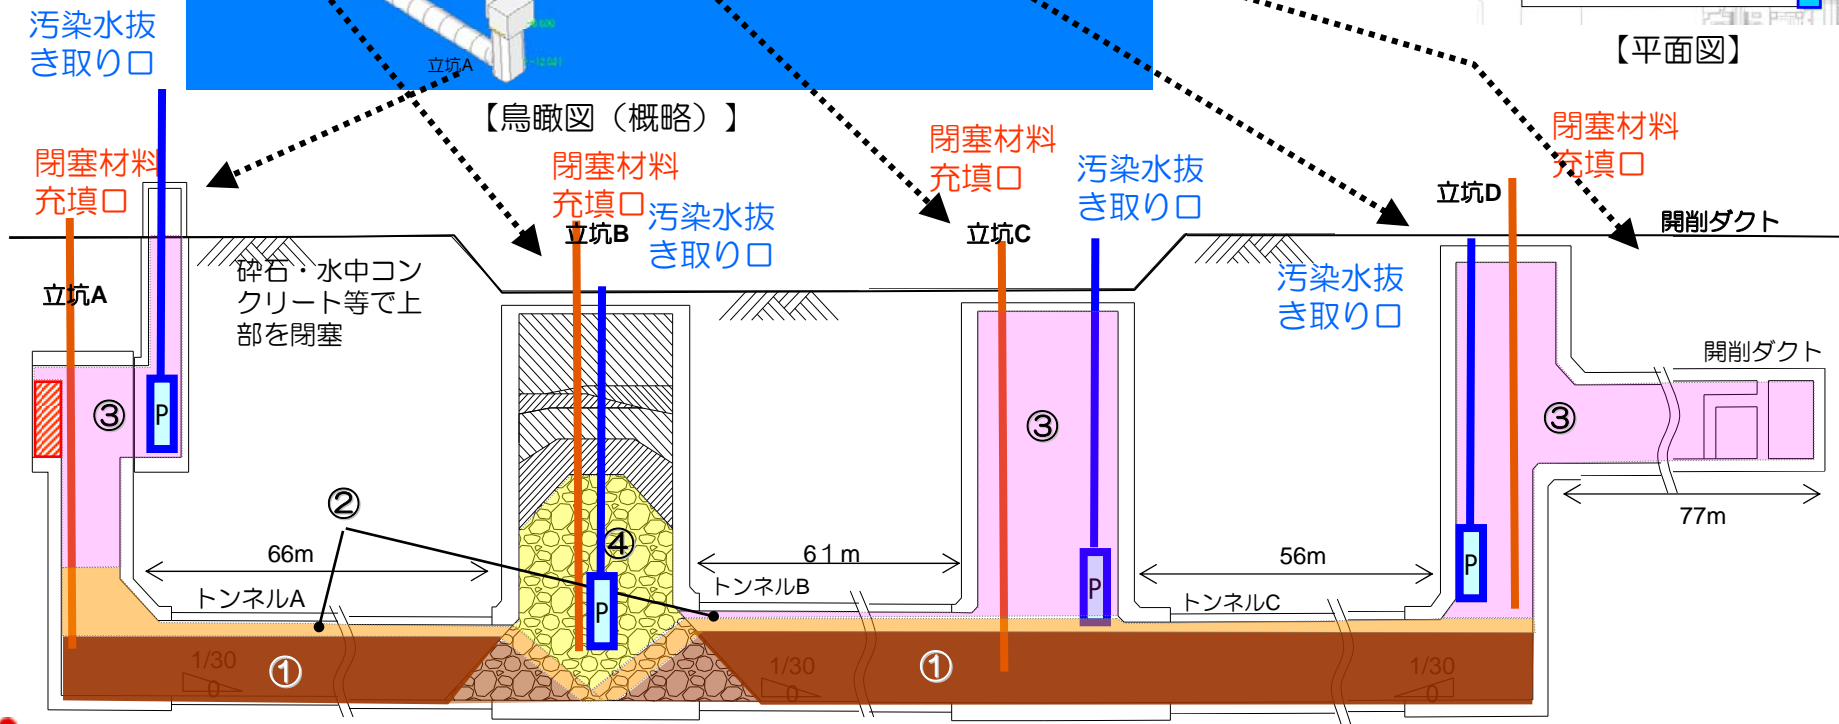 汚染水抜
き取り口
立坑A
【平面図】
【鳥瞰図（概略）】
閉塞材料
充填口
閉塞材料
充填口
汚染水抜
き取り口
閉塞材料
充填口
汚染水抜
き取り口
閉塞材料
充填口
立坑A
立坑B
立坑C
立坑D
開削ダクト
砕石・水中コン
クリート等で上
部を閉塞
汚染水抜
き取り口
開削ダクト
③
P
③
③
77m
②
④
66m
61m
56m
P
P
P
トンネルA
トンネルB
トンネルC
①
①
1/30
0
1/30
0
1/30
0